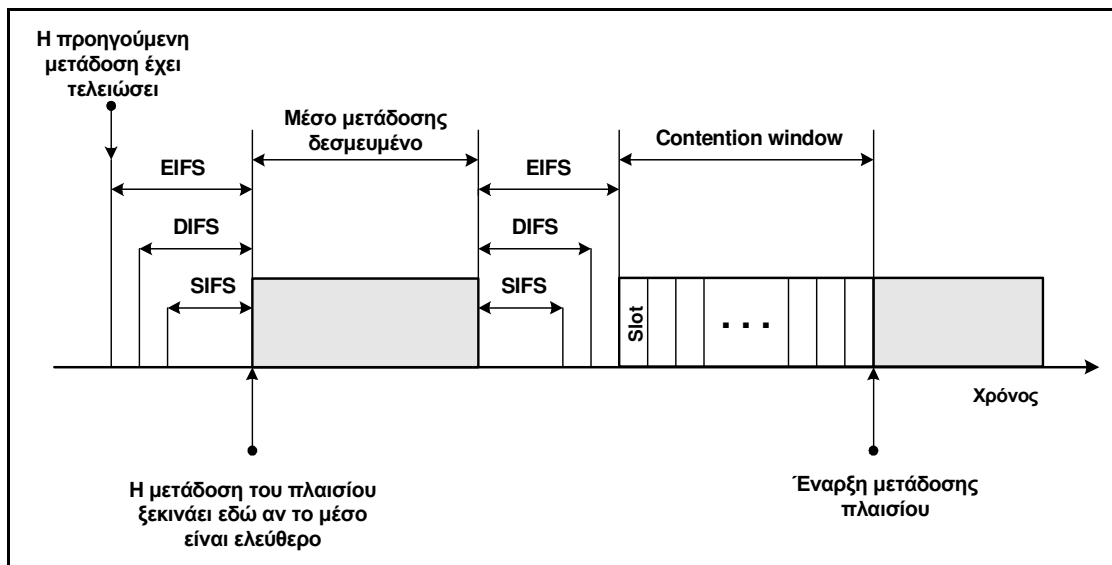 Η προηγούμενη
μετάδοση έχει
τελειώσει
Μέσο μετάδοσης
δεσμευμένο
Contention window
EIFS
EIFS
DIFS
DIFS
SIFS
SIFS
Slot
. . .
Χρόνος
Η μετάδοση του πλαισίου
ξεκινάει εδώ αν το μέσο
είναι ελεύθερο
Έναρξη μετάδοσης
πλαισίου